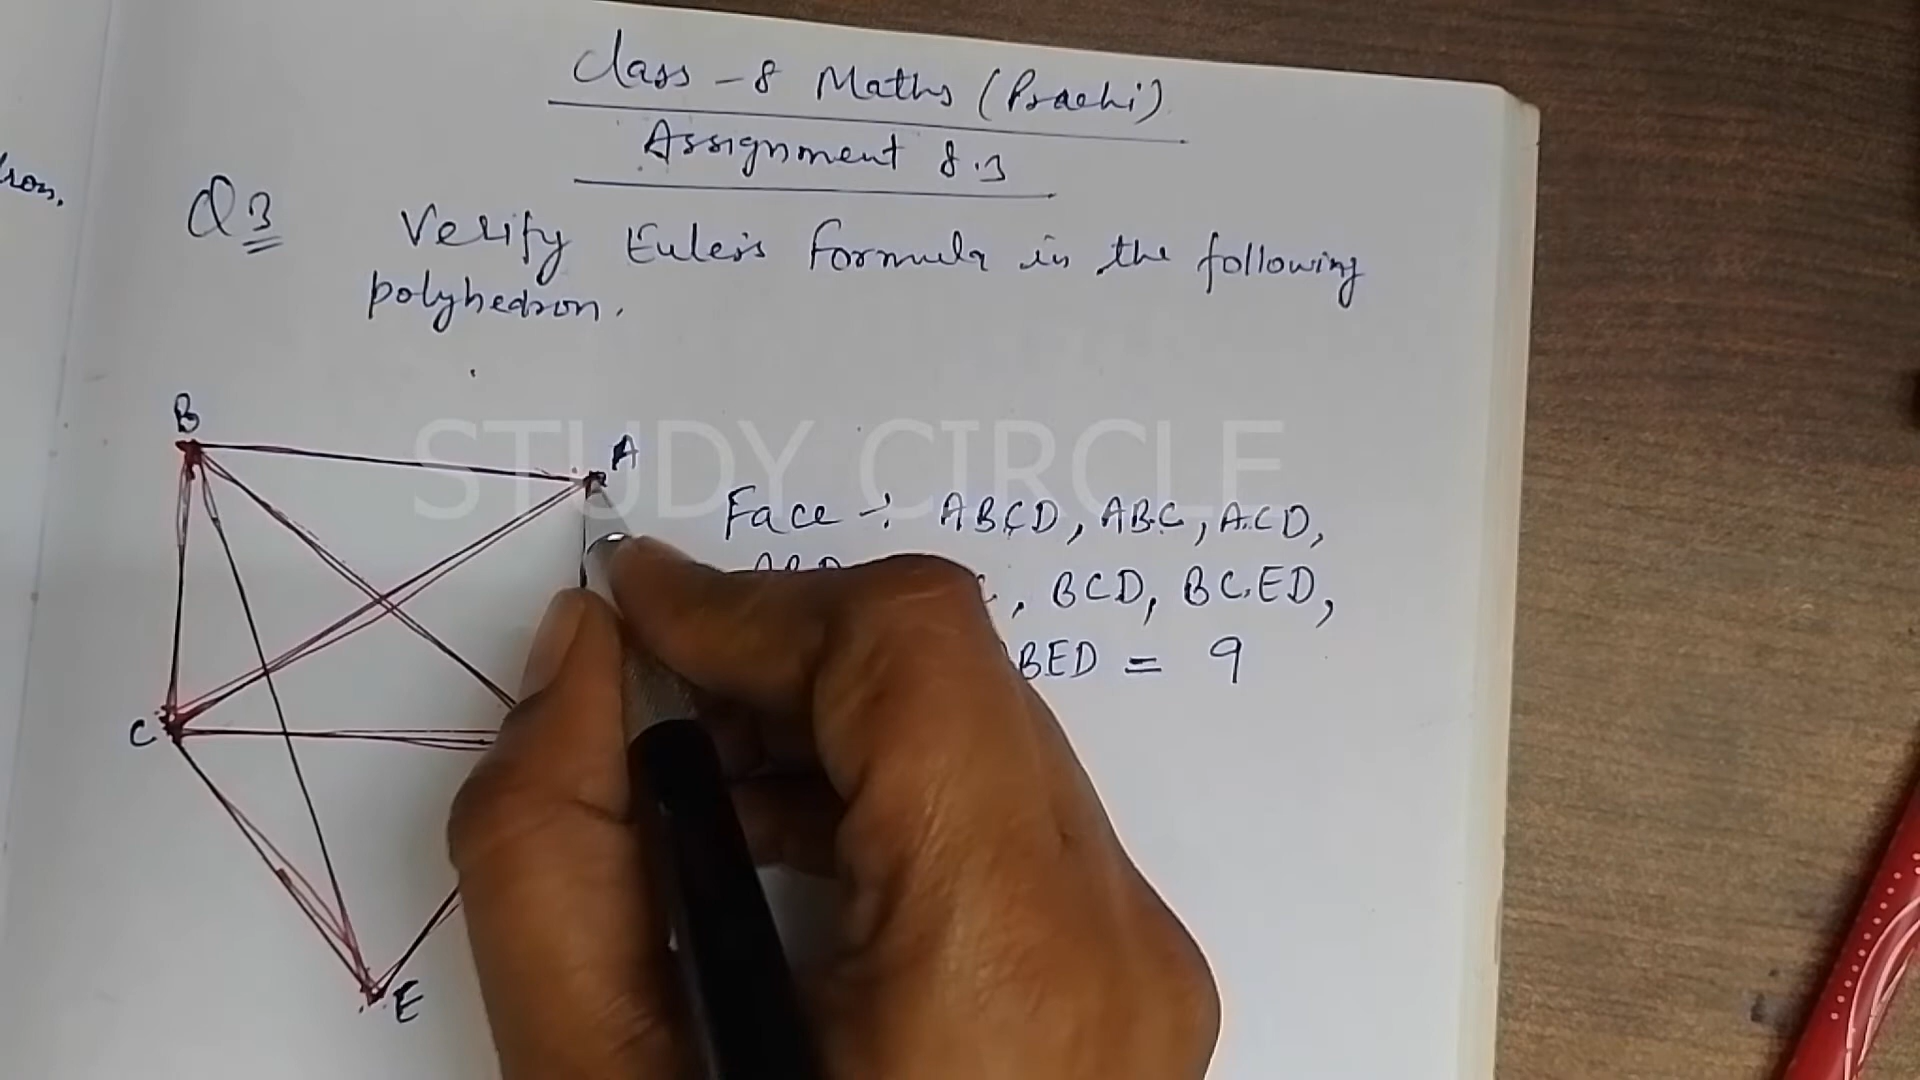 Class - 8 Maths (Prachi)
Assignment 8.3
Q3 Verify Euler's Formula in the following
polyhedron.
B
A
STUDY CIRCLE
Face -: ABCD, ABC, ACD,
ABD , BCD, BCED,
BED = 9
C
E